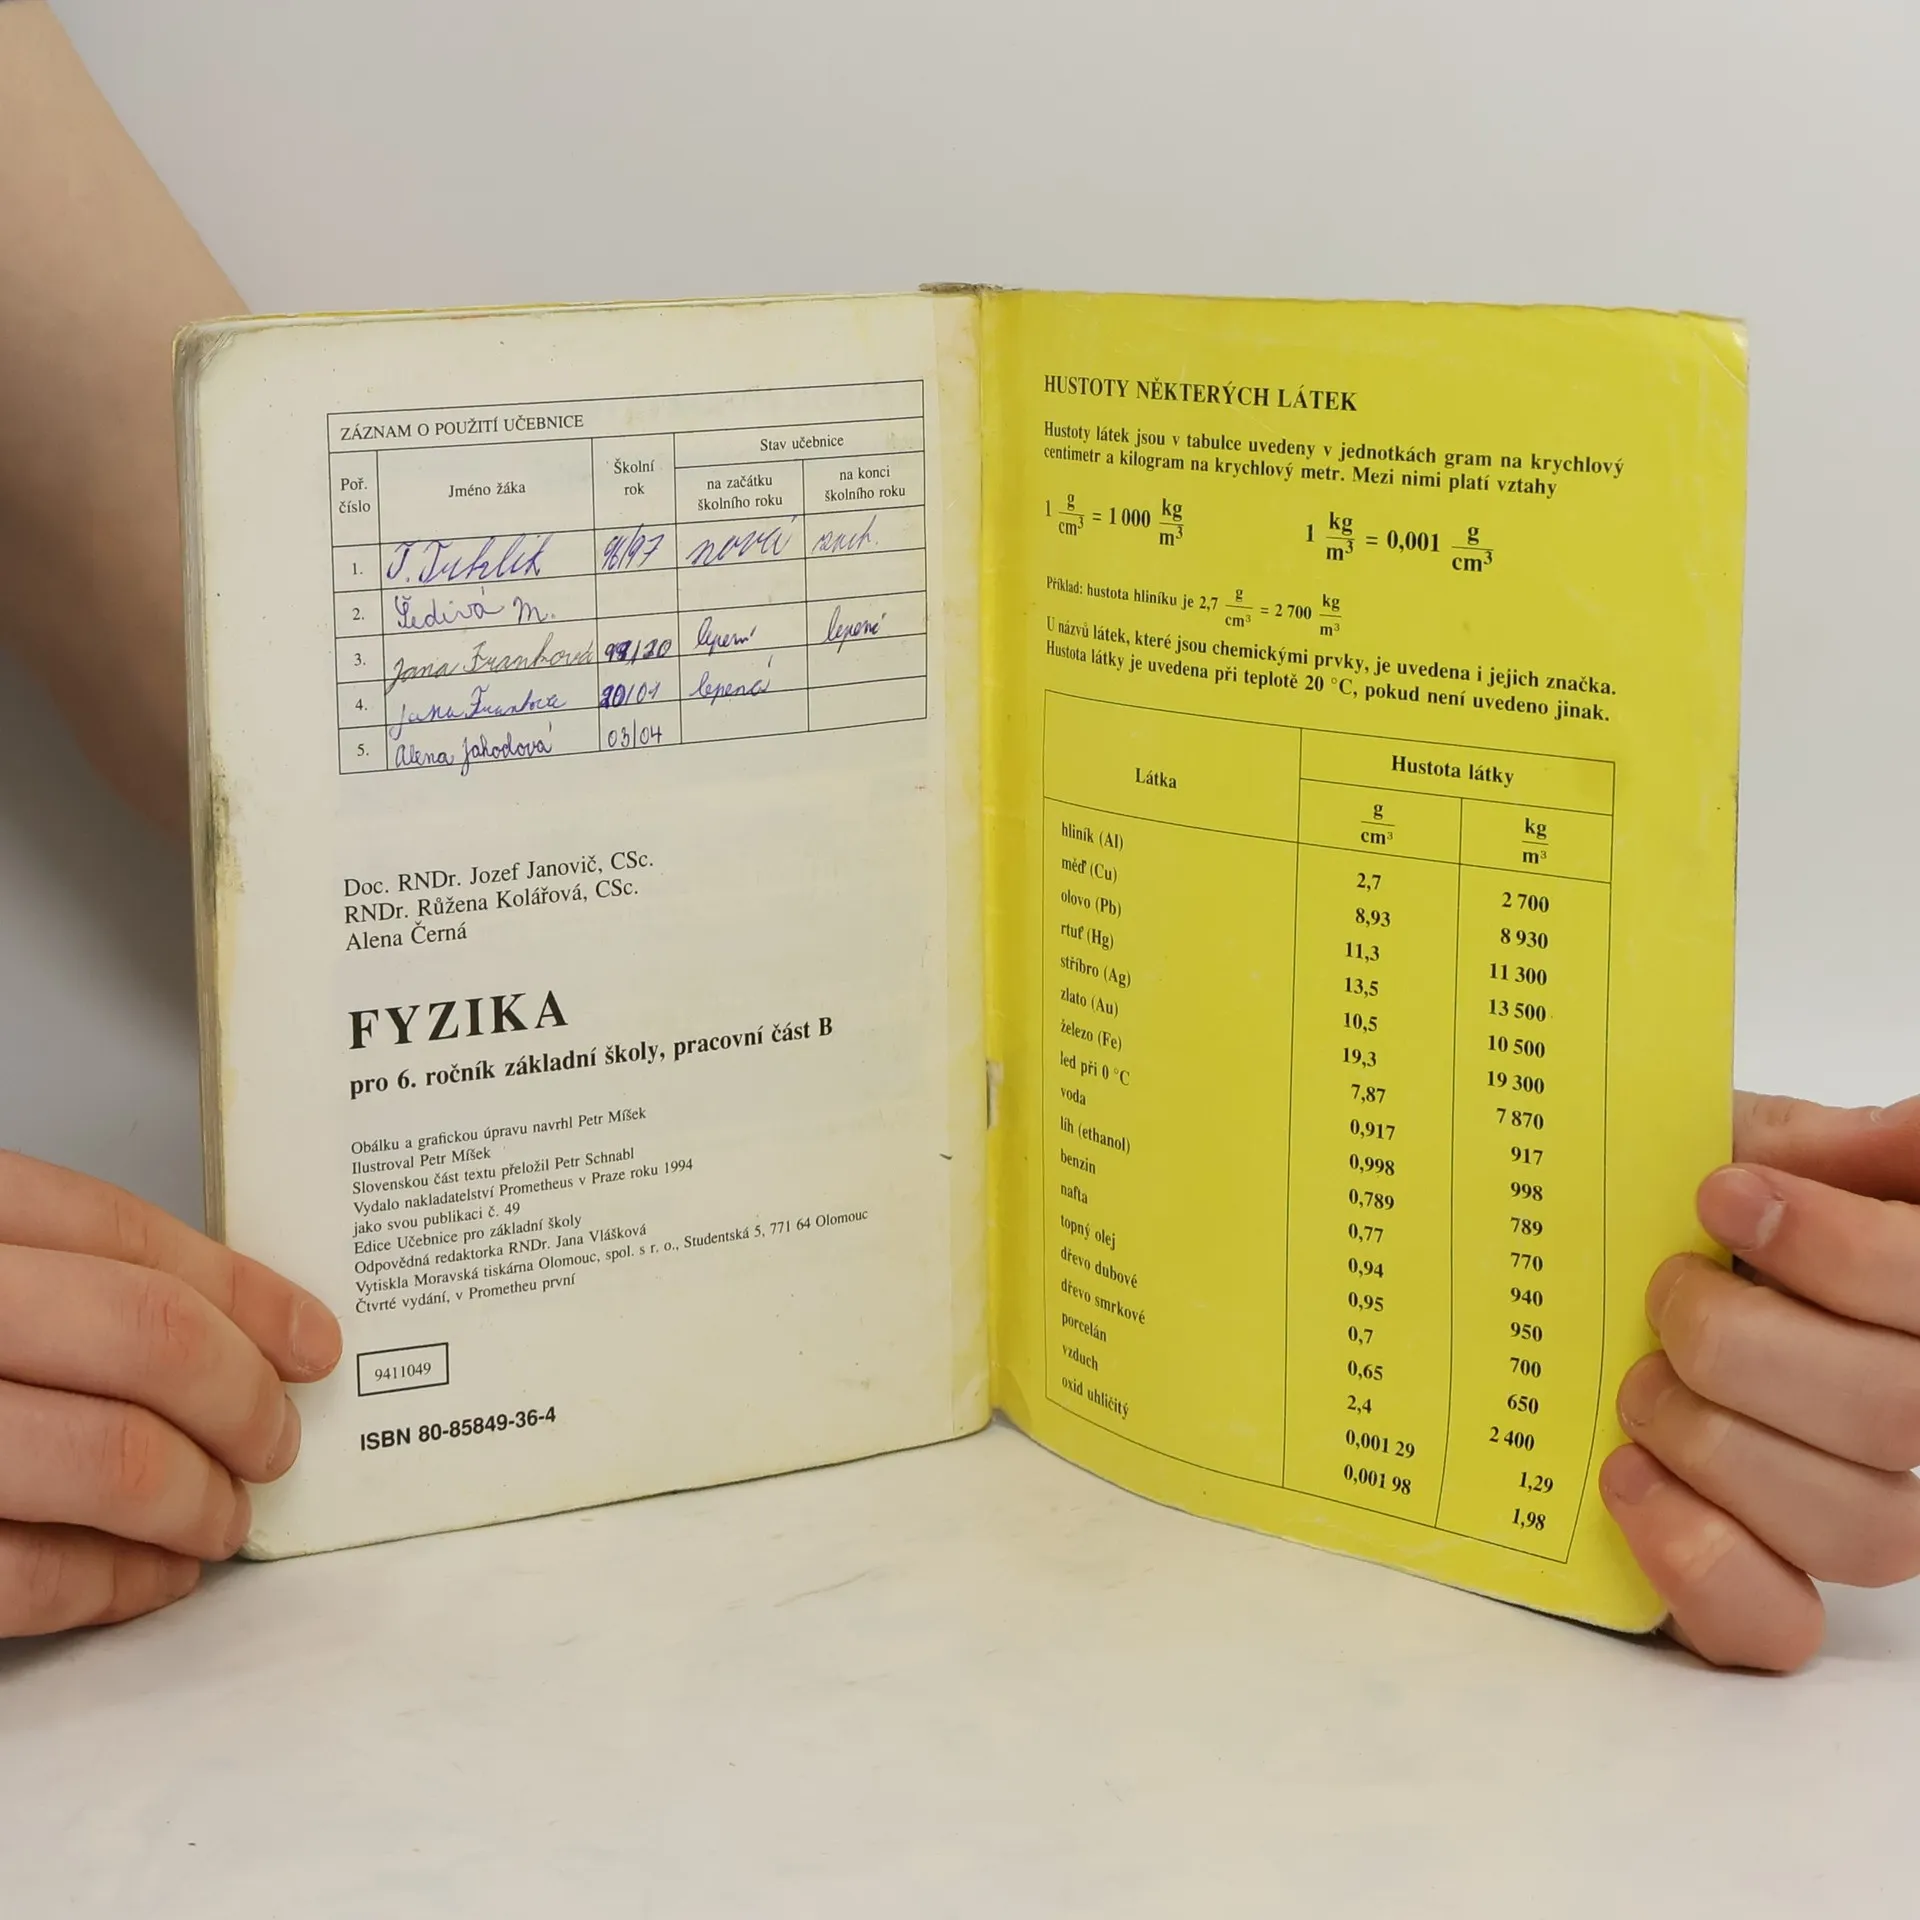 ZÁZNAM O POUŽITÍ UČEBNICE
Poř. číslo Jméno žáka Školní rok Stav učebnice
na začátku školního roku na konci školního roku
1. T. Truhlík 96/97 nová
2. Šedivá M.
3. Jana Franková lepení lepené
4. Jana Franková 20/01 lepená
5. Alena Jahodová 03/04
Doc. RNDr. Jozef Janovič, CSc.
RNDr. Růžena Kolářová, CSc.
Alena Černá
FYZIKA
pro 6. ročník základní školy, pracovní část B
Obálku a grafickou úpravu navrhl Petr Míšek
Ilustroval Petr Míšek
Slovenskou část textu přeložil Petr Schnabl
Vydalo nakladatelství Prometheus v Praze roku 1994
jako svou publikaci č. 49
Edice Učebnice pro základní školy
Odpovědná redaktorka RNDr. Jana Vlášková
Vytiskla Moravská tiskárna Olomouc, spol. s r. o., Studentská 5, 771 64 Olomouc
Čtvrté vydání, v Prometheu první
9411049
ISBN 80-85849-36-4
HUSTOTY NĚKTERÝCH LÁTEK
Hustoty látek jsou v tabulce uvedeny v jednotkách gram na krychlový
centimetr a kilogram na krychlový metr. Mezi nimi platí vztahy
1 g/cm³ = 1 000 kg/m³ 1 kg/m³ = 0,001 g/cm³
Příklad: hustota hliníku je 2,7 g/cm³ = 2 700 kg/m³
U názvů látek, které jsou chemickými prvky, je uvedena i jejich značka.
Hustota látky je uvedena při teplotě 20 °C, pokud není uvedeno jinak.
Látka Hustota látky
g/cm³ kg/m³
hliník (Al) 2,7 2 700
měď (Cu) 8,93 8 930
olovo (Pb) 11,3 11 300
rtuť (Hg) 13,5 13 500
stříbro (Ag) 10,5 10 500
zlato (Au) 19,3 19 300
železo (Fe) 7,87 7 870
led při 0 °C 0,917 917
voda 0,998 998
líh (ethanol) 0,789 789
benzin 0,77 770
nafta 0,94 940
topný olej 0,95 950
dřevo dubové 0,7 700
dřevo smrkové 0,65 650
porcelán 2,4 2 400
vzduch 0,001 29 1,29
oxid uhličitý 0,001 98 1,98